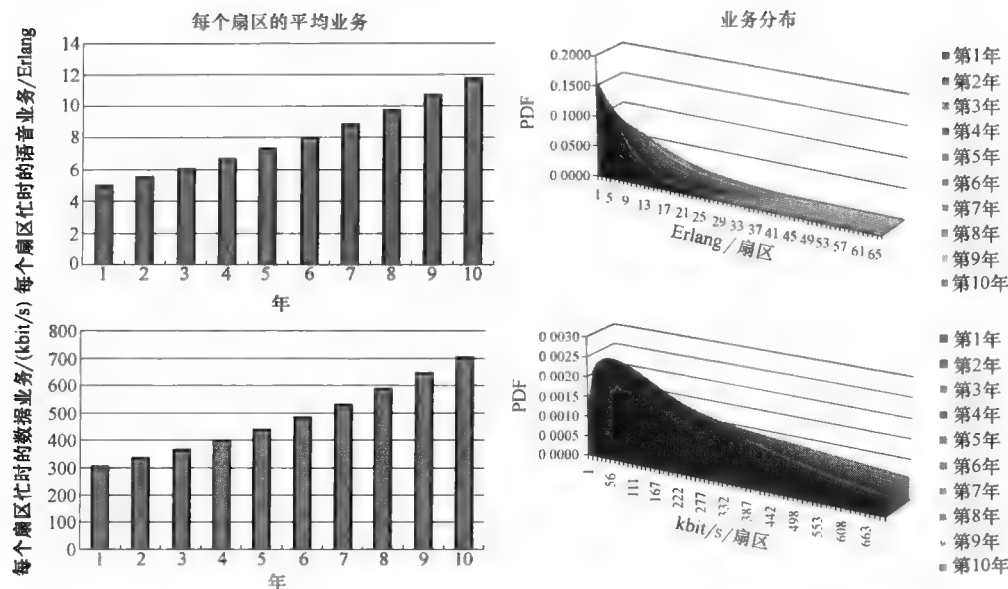 每个扇区的平均业务
每个扇区忙时的语音业务/Erlang
14
12
10
8
6
4
2
0
1 2 3 4 5 6 7 8 9 10
年
业务分布
PDF
0.2000
0.1500
0.1000
0.0500
0.0000
1 5 9 13 17 21 25 29 33 37 41 45 49 53 57 61 65
Erlang/扇区
第1年
第2年
第3年
第4年
第5年
第6年
第7年
第8年
第9年
第10年
每个扇区忙时的数据业务/(kbit/s)
800
700
600
500
400
300
200
100
0
1 2 3 4 5 6 7 8 9 10
年
PDF
0 0030
0 0025
0 0020
0 0015
0 0010
0 0005
0 0000
1 56 111 167 222 277 332 387 442 498 553 608 663
kbit/s/扇区
第1年
第2年
第3年
第4年
第5年
第6年
第7年
第8年
第9年
第10年